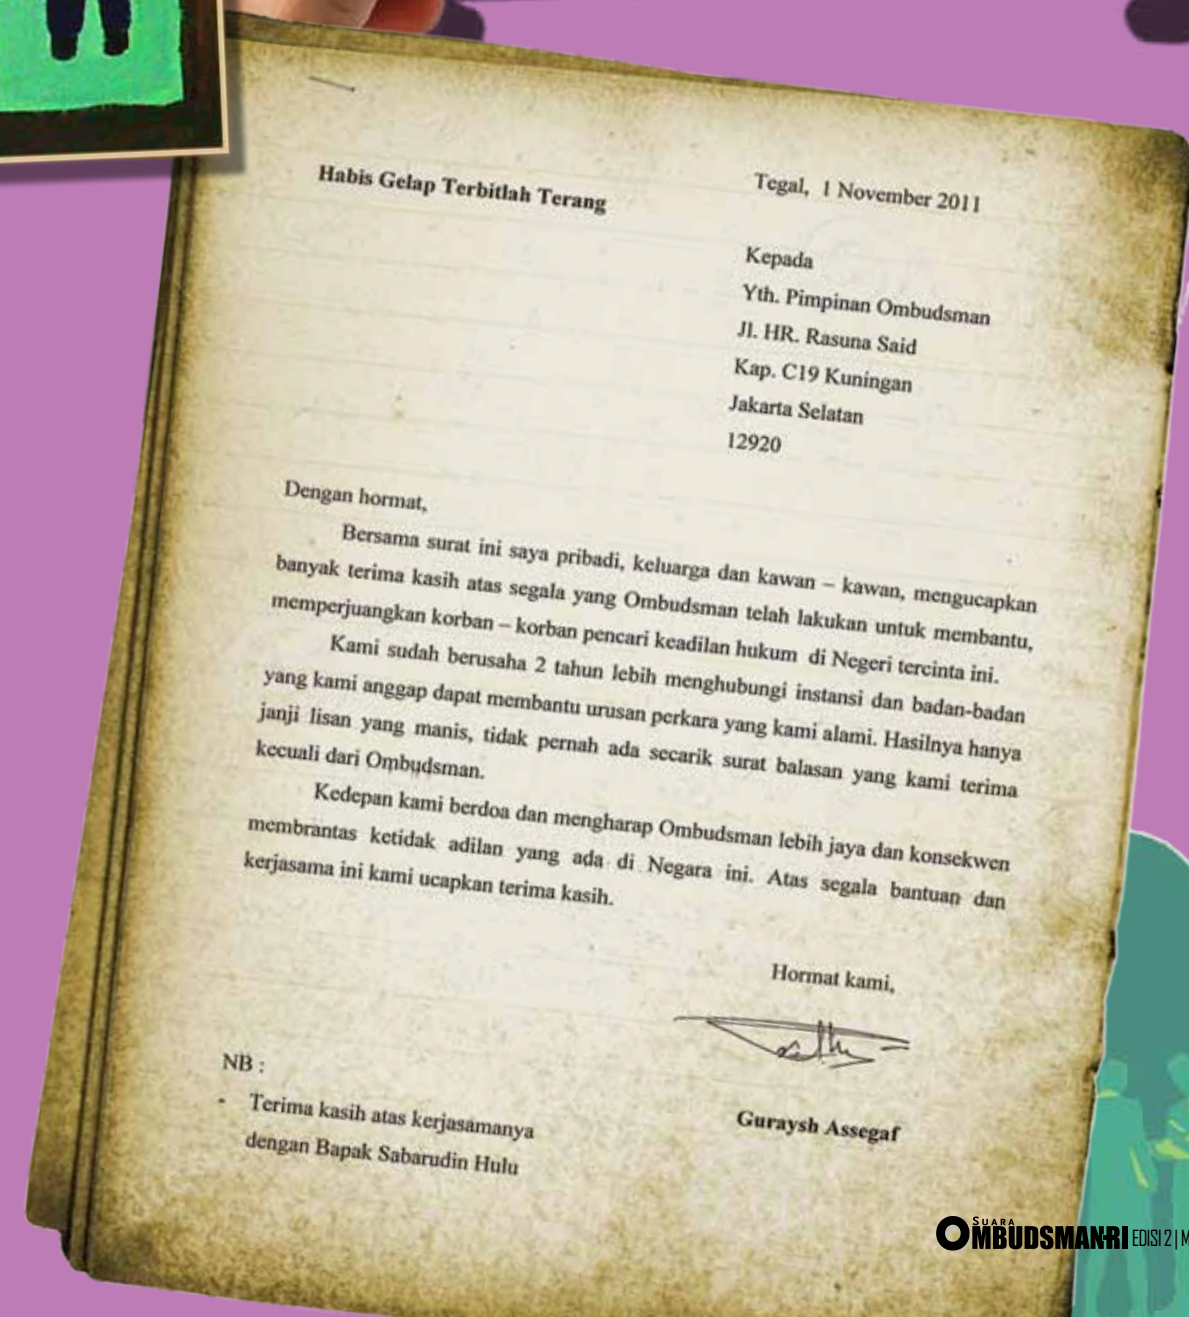 Habis Gelap Terbitlah Terang
Tegal, 1 November 2011
Kepada
Yth. Pimpinan Ombudsman
Jl. HR. Rasuna Said
Kap. C19 Kuningan
Jakarta Selatan
12920
Dengan hormat,
Bersama surat ini saya pribadi, keluarga dan kawan – kawan, mengucapkan
banyak terima kasih atas segala yang Ombudsman telah lakukan untuk membantu,
memperjuangkan korban – korban pencari keadilan hukum di Negeri tercinta ini.
Kami sudah berusaha 2 tahun lebih menghubungi instansi dan badan-badan
yang kami anggap dapat membantu urusan perkara yang kami alami. Hasilnya hanya
janji lisan yang manis, tidak pernah ada secarik surat balasan yang kami terima
kecuali dari Ombudsman.
Kedepan kami berdoa dan mengharap Ombudsman lebih jaya dan konsekwen
membrantas ketidak adilan yang ada di Negara ini. Atas segala bantuan dan
kerjasama ini kami ucapkan terima kasih.
Hormat kami,
Guraysh Assegaf
NB :
- Terima kasih atas kerjasamanya
dengan Bapak Sabarudin Hulu
SUARA
OMBUDSMAN RI EDISI 2 | M